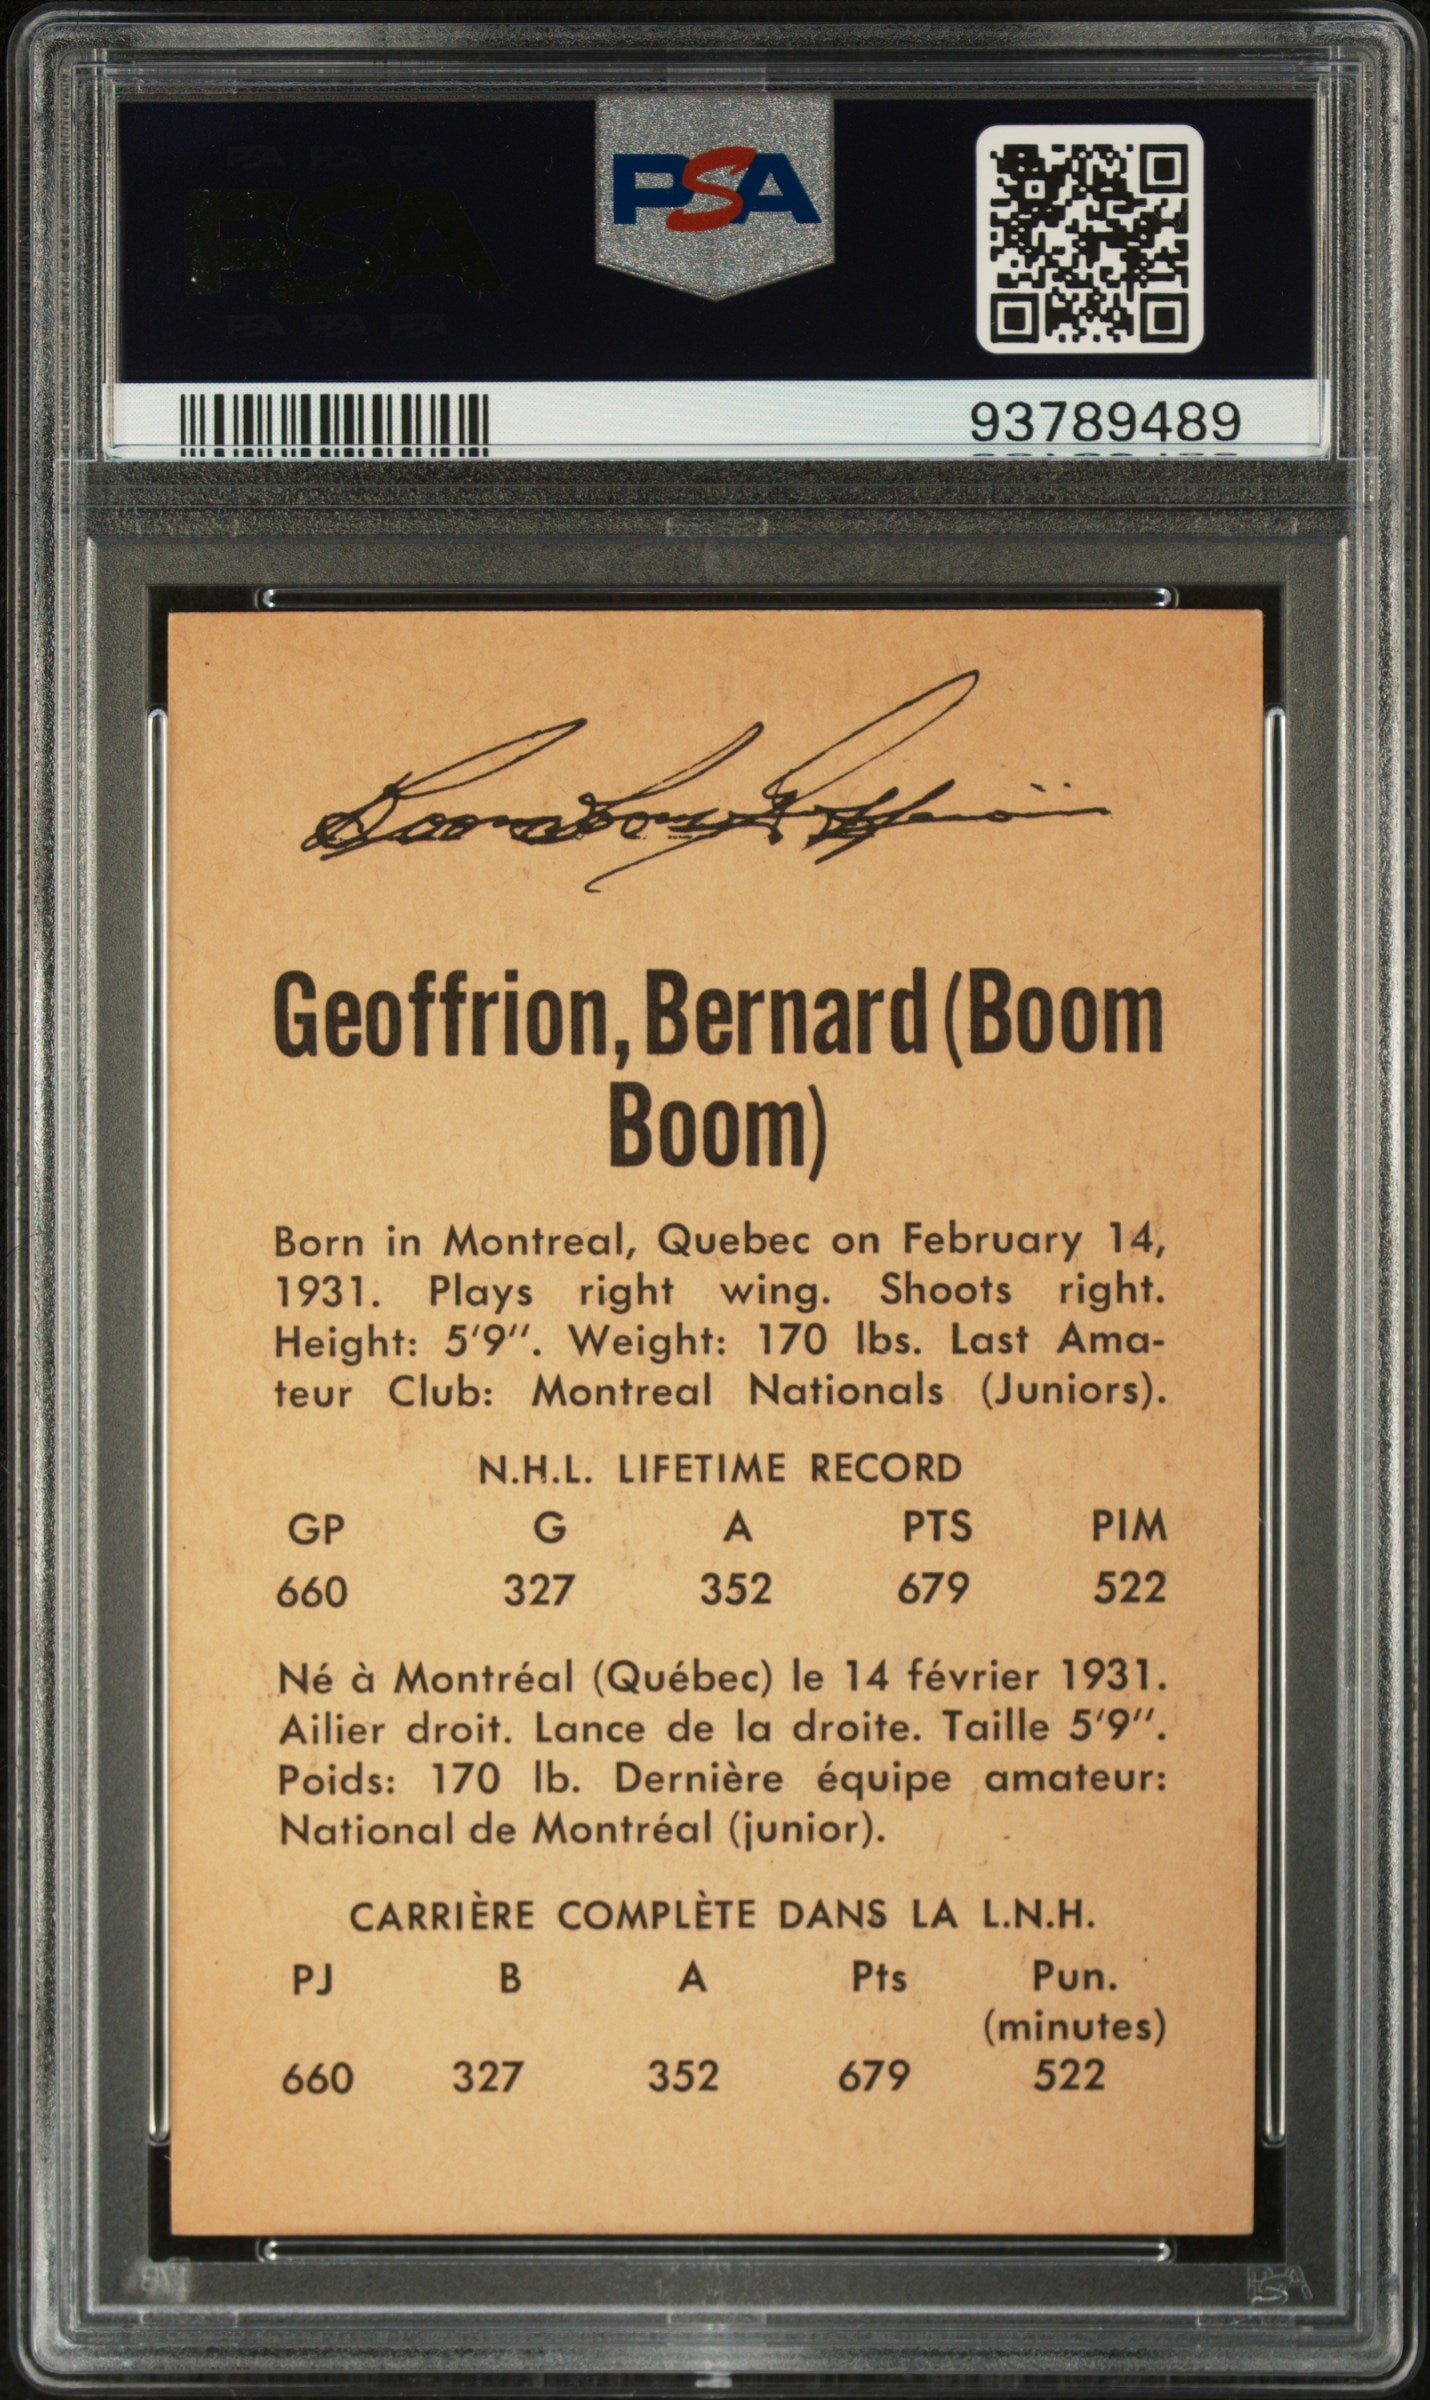 PSA
93789489
Boom Boom Geoffrion
Geoffrion, Bernard (Boom
Boom)
Born in Montreal, Quebec on February 14,
1931. Plays right wing. Shoots right.
Height: 5'9". Weight: 170 lbs. Last Ama-
teur Club: Montreal Nationals (Juniors).
N.H.L. LIFETIME RECORD
GP G A PTS PIM
660 327 352 679 522
Né à Montréal (Québec) le 14 février 1931.
Ailier droit. Lance de la droite. Taille 5'9".
Poids: 170 lb. Dernière équipe amateur:
National de Montréal (junior).
CARRIÈRE COMPLÈTE DANS LA L.N.H.
PJ B A Pts Pun.
(minutes)
660 327 352 679 522
PSA